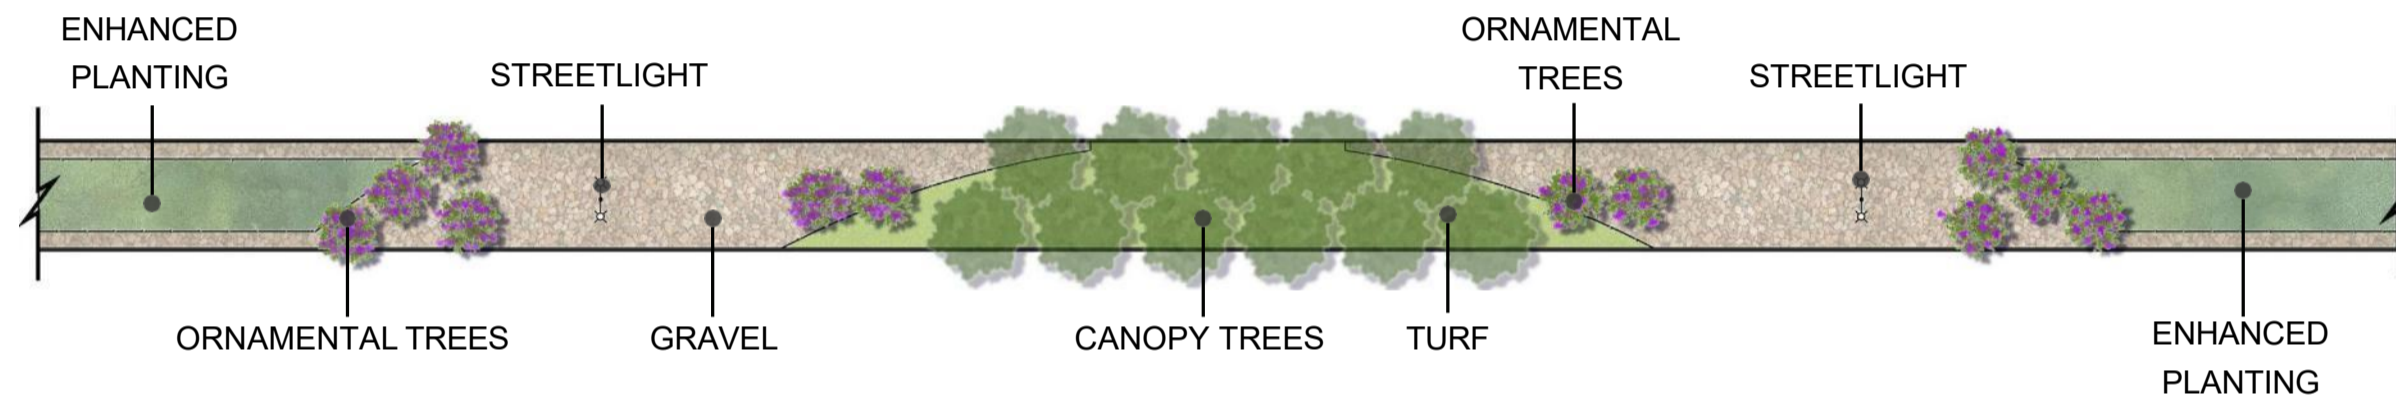 ENHANCED
PLANTING
STREETLIGHT
ORNAMENTAL
TREES
STREETLIGHT
ORNAMENTAL TREES
GRAVEL
CANOPY TREES
TURF
ENHANCED
PLANTING